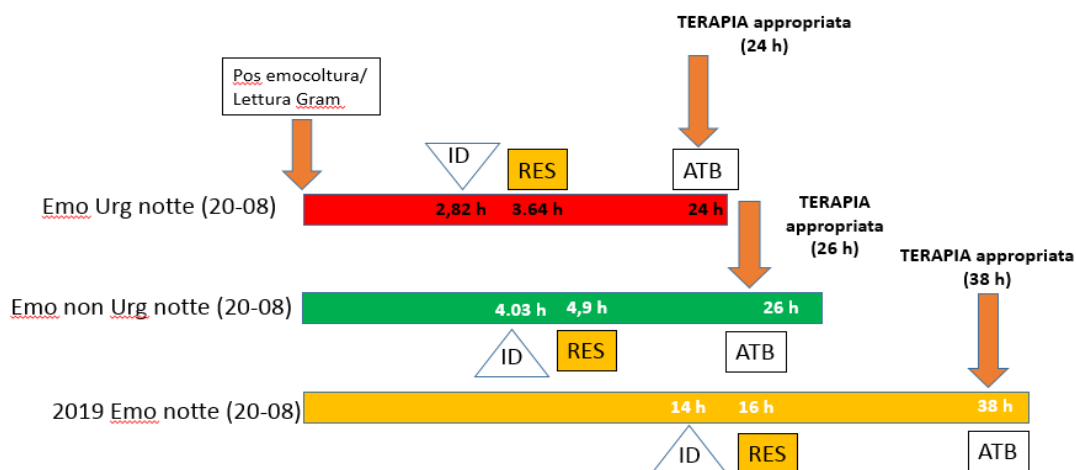 TERAPIA appropriata
(24 h)
Pos emocoltura/
Lettura Gram
ID
RES
ATB
Emo Urg notte (20-08)
2,82 h
3.64 h
24 h
TERAPIA
appropriata
(26 h)
TERAPIA appropriata
(38 h)
Emo non Urg notte (20-08)
4.03 h
4,9 h
26 h
ID
RES
ATB
2019 Emo notte (20-08)
14 h
16 h
38 h
ID
RES
ATB